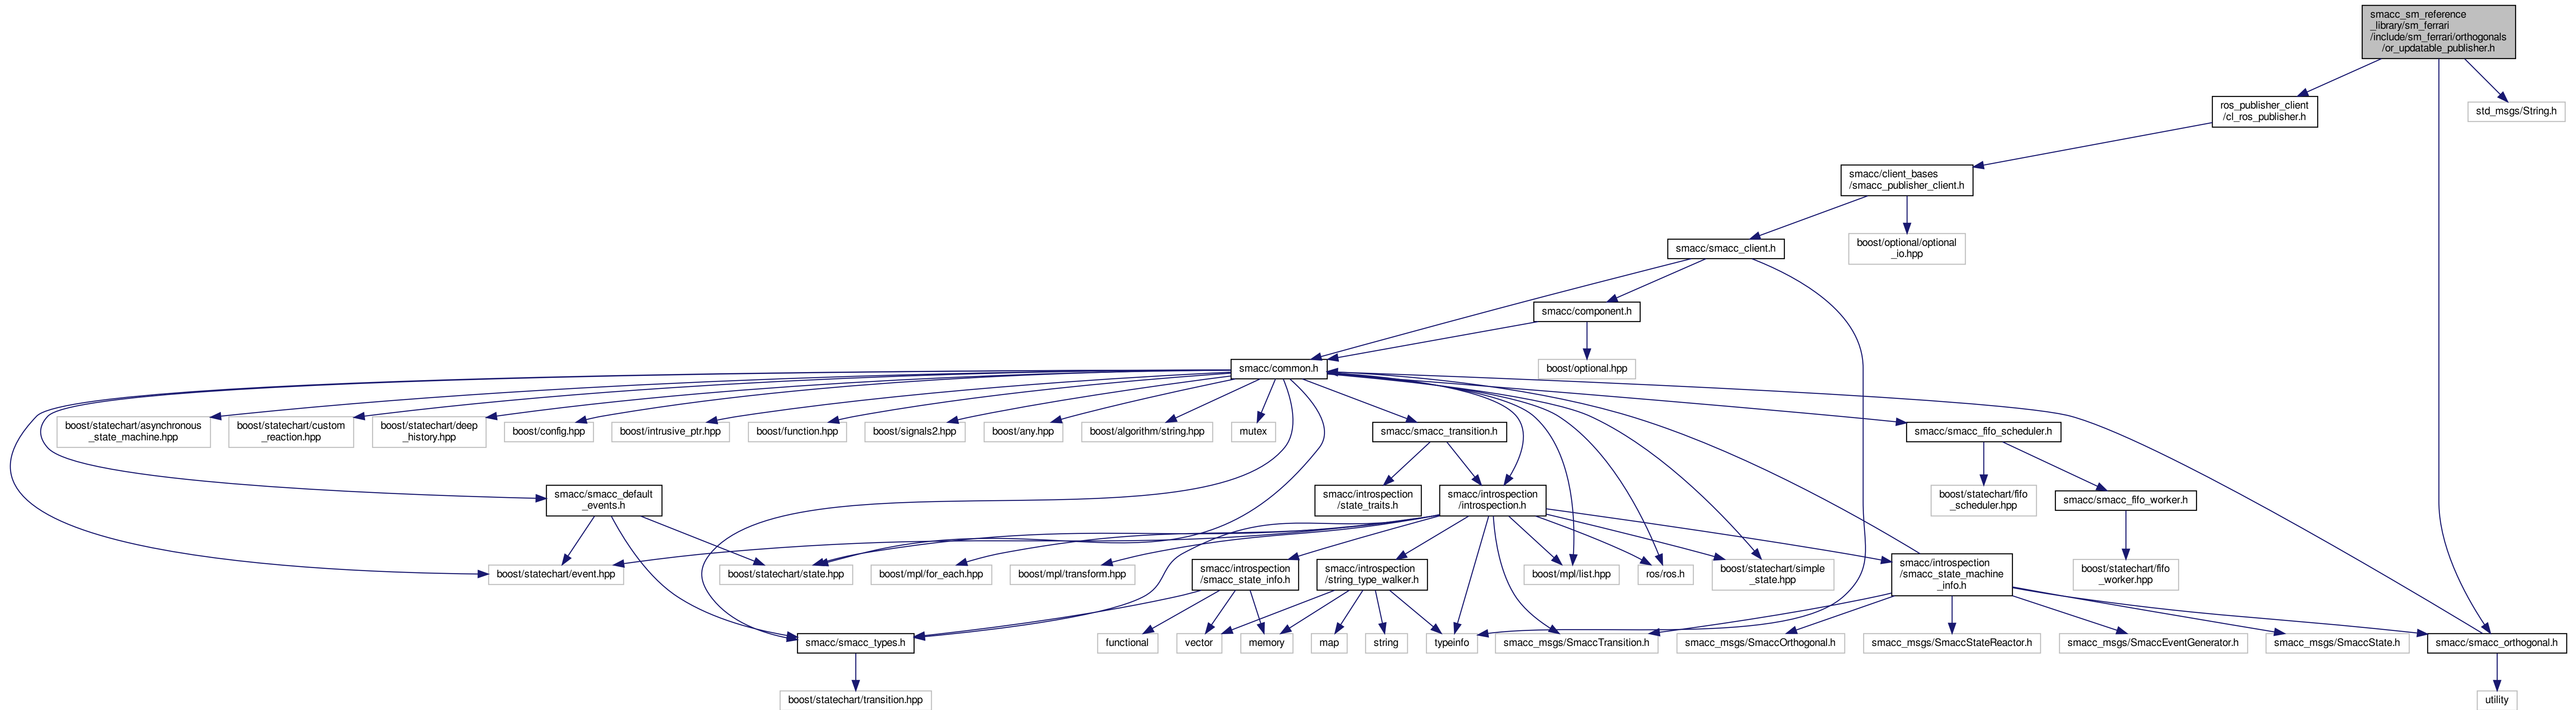 smacc_sm_reference
_library/sm_ferrari
/include/sm_ferrari/orthogonals
/or_updatable_publisher.h
ros_publisher_client
/cl_ros_publisher.h
std_msgs/String.h
smacc/client_bases
/smacc_publisher_client.h
smacc/smacc_client.h
boost/optional/optional
_io.hpp
smacc/component.h
smacc/common.h
boost/optional.hpp
boost/statechart/asynchronous
_state_machine.hpp
boost/statechart/custom
_reaction.hpp
boost/statechart/deep
_history.hpp
boost/config.hpp
boost/intrusive_ptr.hpp
boost/function.hpp
boost/signals2.hpp
boost/any.hpp
boost/algorithm/string.hpp
mutex
smacc/smacc_transition.h
smacc/smacc_fifo_scheduler.h
smacc/smacc_default
_events.h
smacc/introspection
/state_traits.h
smacc/introspection
/introspection.h
boost/statechart/fifo
_scheduler.hpp
smacc/smacc_fifo_worker.h
boost/statechart/event.hpp
boost/statechart/state.hpp
boost/mpl/for_each.hpp
boost/mpl/transform.hpp
smacc/introspection
/smacc_state_info.h
smacc/introspection
/string_type_walker.h
boost/mpl/list.hpp
ros/ros.h
boost/statechart/simple
_state.hpp
smacc/introspection
/smacc_state_machine
_info.h
boost/statechart/fifo
_worker.hpp
smacc/smacc_types.h
functional
vector
memory
map
string
typeinfo
smacc_msgs/SmaccTransition.h
smacc_msgs/SmaccOrthogonal.h
smacc_msgs/SmaccStateReactor.h
smacc_msgs/SmaccEventGenerator.h
smacc_msgs/SmaccState.h
smacc/smacc_orthogonal.h
boost/statechart/transition.hpp
utility